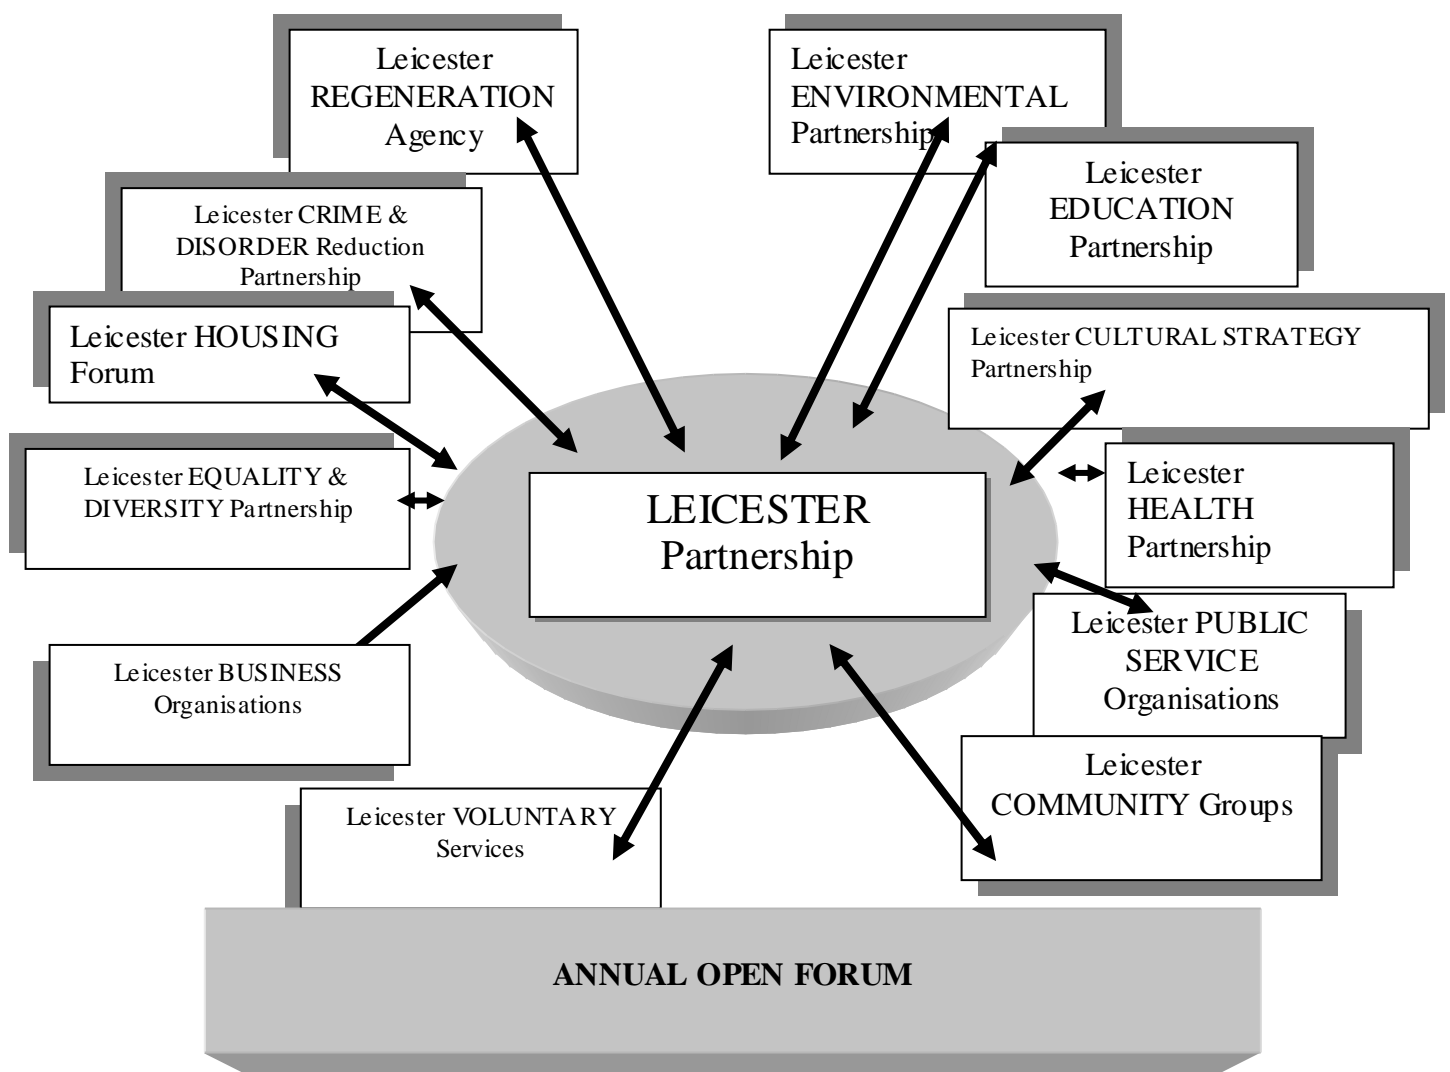 Leicester
REGENERATION
Agency
Leicester
ENVIRONMENTAL
Partnership
Leicester
EDUCATION
Partnership
Leicester CRIME &
DISORDER Reduction
Partnership
Leicester HOUSING
Forum
Leicester CULTURAL STRATEGY
Partnership
Leicester EQUALITY &
DIVERSITY Partnership
LEICESTER
Partnership
Leicester
HEALTH
Partnership
Leicester BUSINESS
Organisations
Leicester PUBLIC
SERVICE
Organisations
Leicester
COMMUNITY Groups
Leicester VOLUNTARY
Services
ANNUAL OPEN FORUM